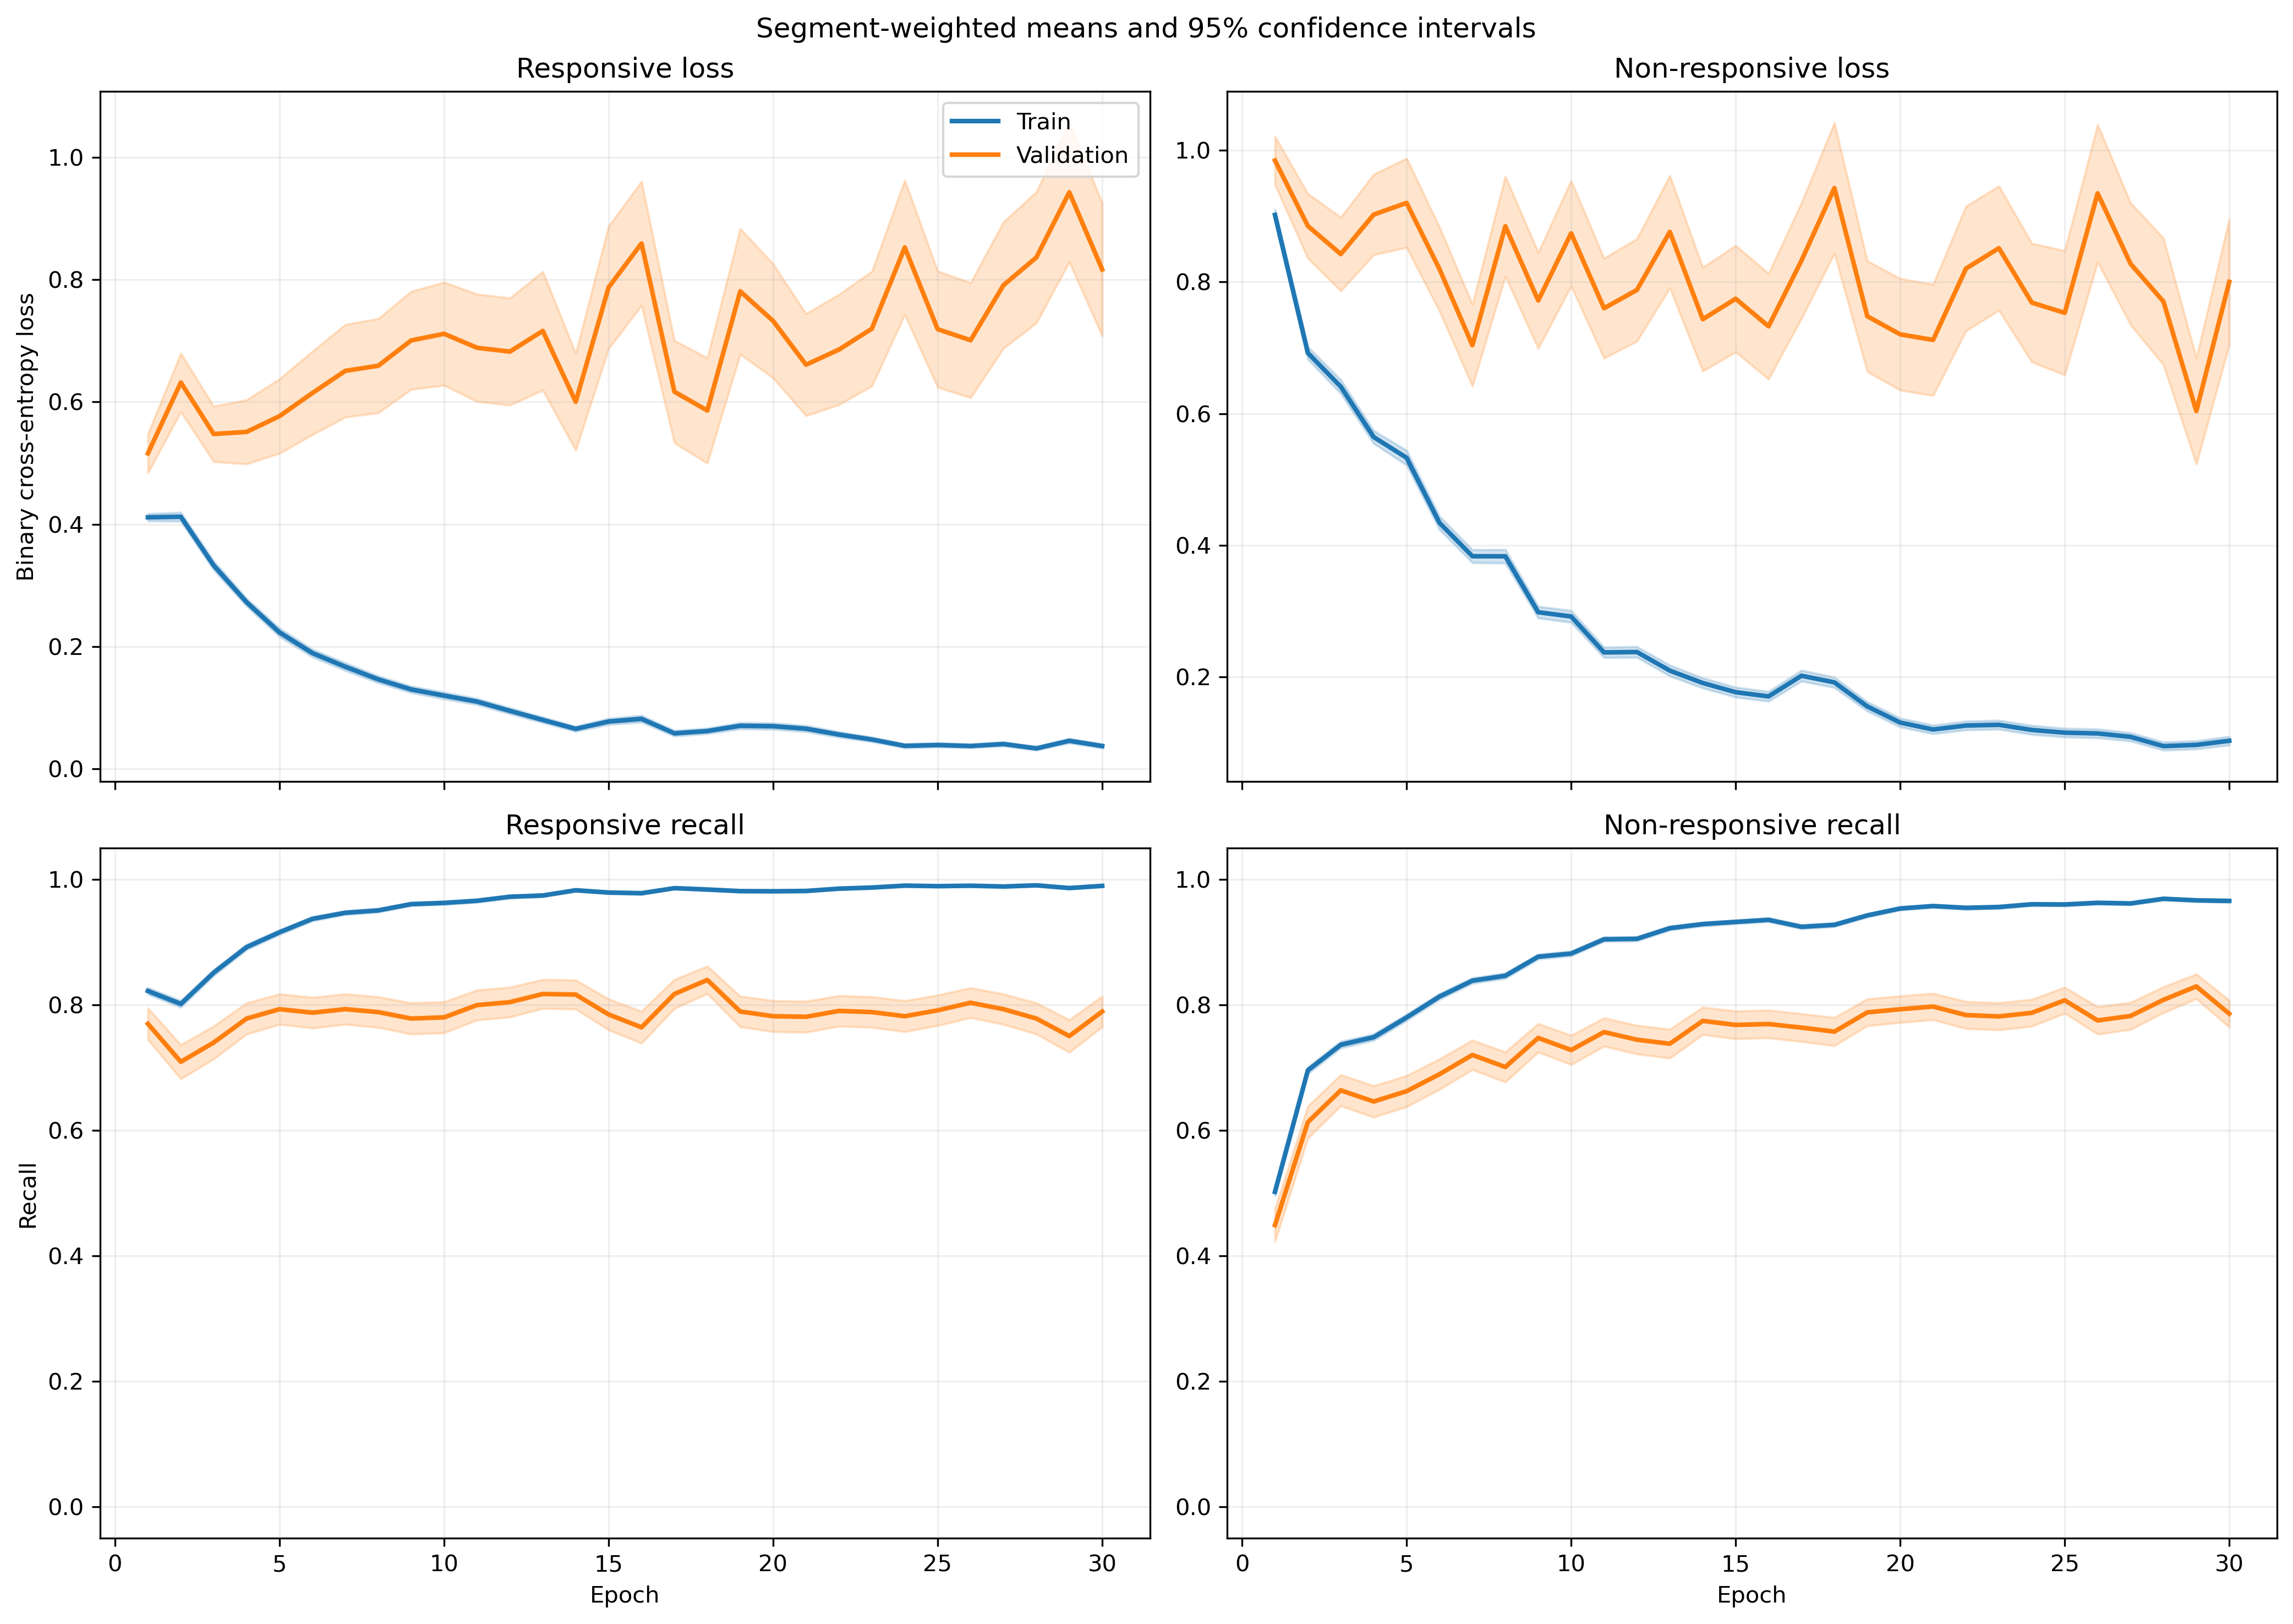 Segment-weighted means and 95% confidence intervals
Responsive loss
Non-responsive loss
Train
Validation
Binary cross-entropy loss
1.0
0.8
0.6
0.4
0.2
0.0
1.0
0.8
0.6
0.4
0.2
Responsive recall
Non-responsive recall
Recall
1.0
0.8
0.6
0.4
0.2
0.0
0 5 10 15 20 25 30
Epoch
1.0
0.8
0.6
0.4
0.2
0.0
0 5 10 15 20 25 30
Epoch